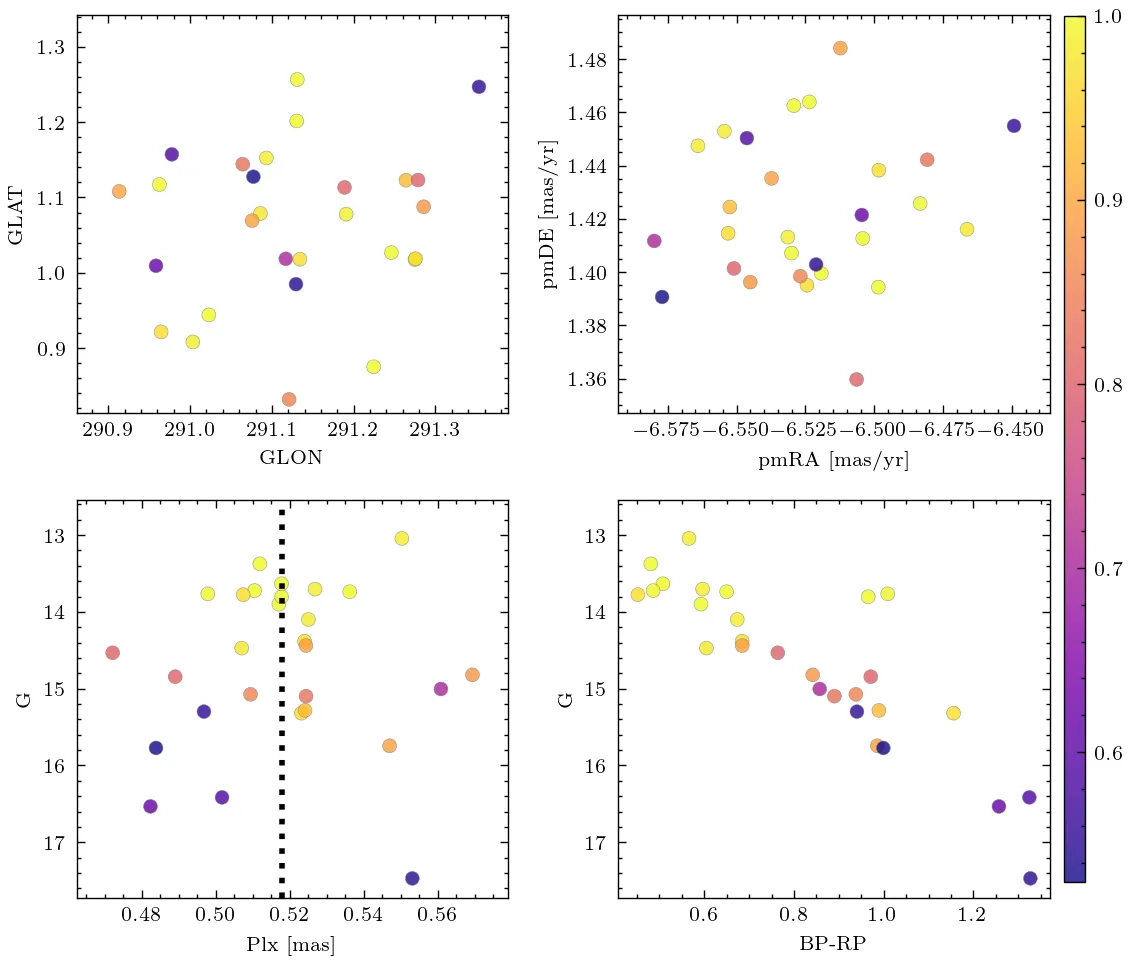 1.3
1.2
1.1
1.0
0.9
GLAT
290.9 291.0 291.1 291.2 291.3
GLON
1.48
1.46
1.44
1.42
1.40
1.38
1.36
pmDE [mas/yr]
−6.575 −6.550 −6.525 −6.500 −6.475 −6.450
pmRA [mas/yr]
1.0
0.9
0.8
0.7
0.6
13
14
15
16
17
G
0.48 0.50 0.52 0.54 0.56
Plx [mas]
13
14
15
16
17
G
0.6 0.8 1.0 1.2
BP-RP